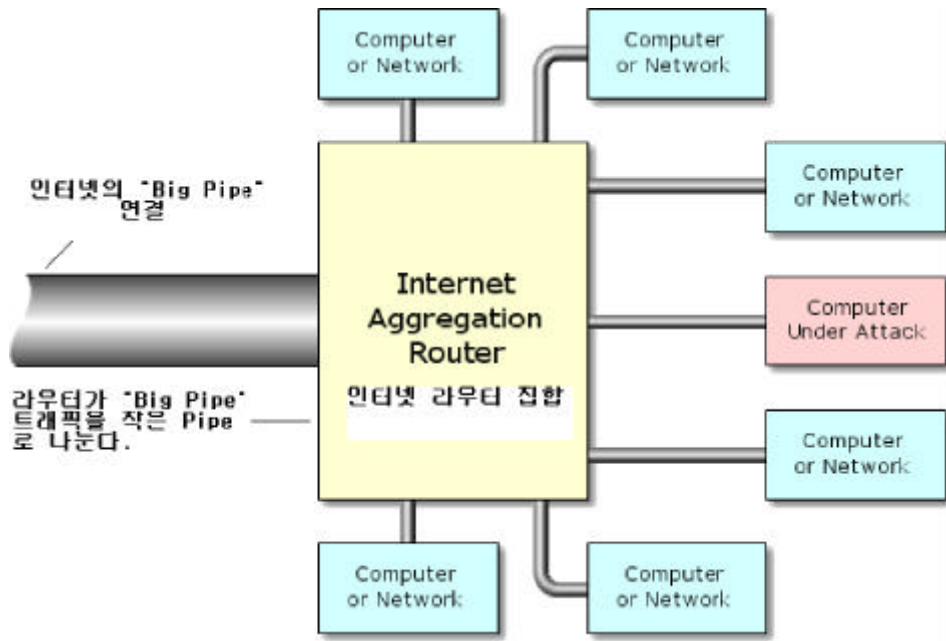 Computer
or Network
Computer
or Network
Computer
or Network
인터넷의 "Big Pipe"
연결
Internet
Aggregation
Router
인터넷 라우터 집합
Computer
Under Attack
라우터가 "Big Pipe"
트래픽을 작은 Pipe
로 나눈다.
Computer
or Network
Computer
or Network
Computer
or Network